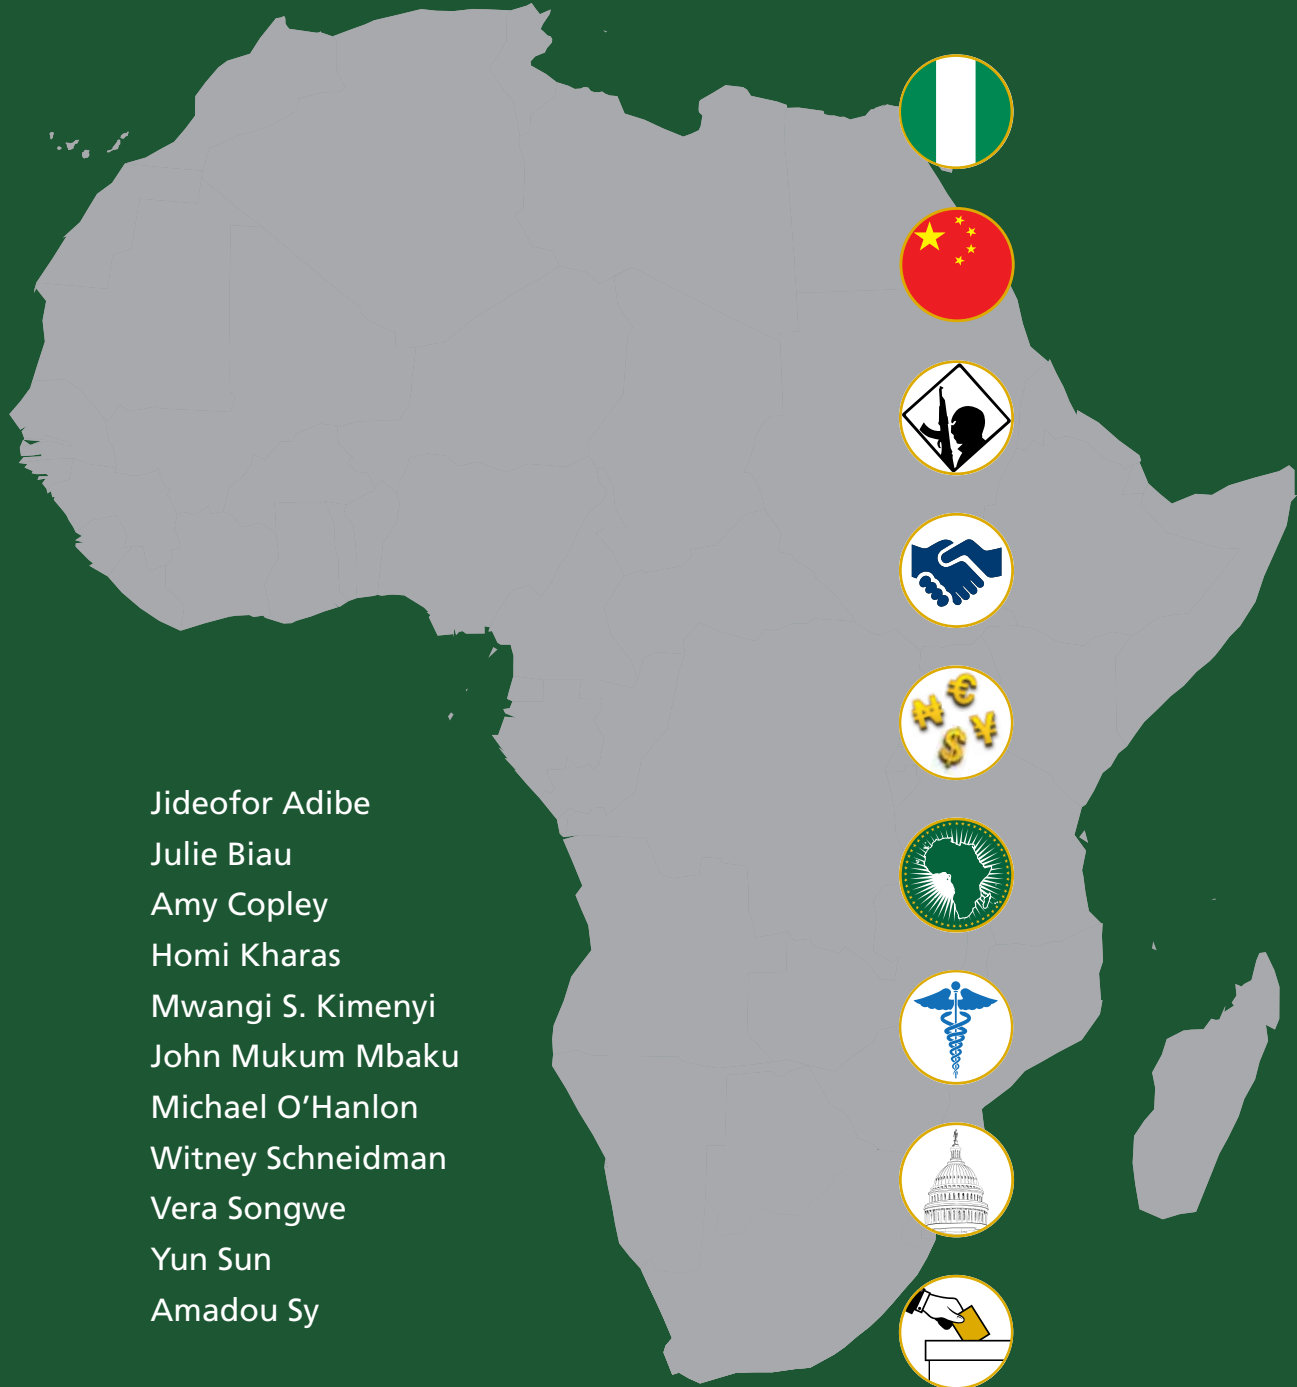 Jideofor Adibe
Julie Biau
Amy Copley
Homi Kharas
Mwangi S. Kimenyi
John Mukum Mbaku
Michael O’Hanlon
Witney Schneidman
Vera Songwe
Yun Sun
Amadou Sy